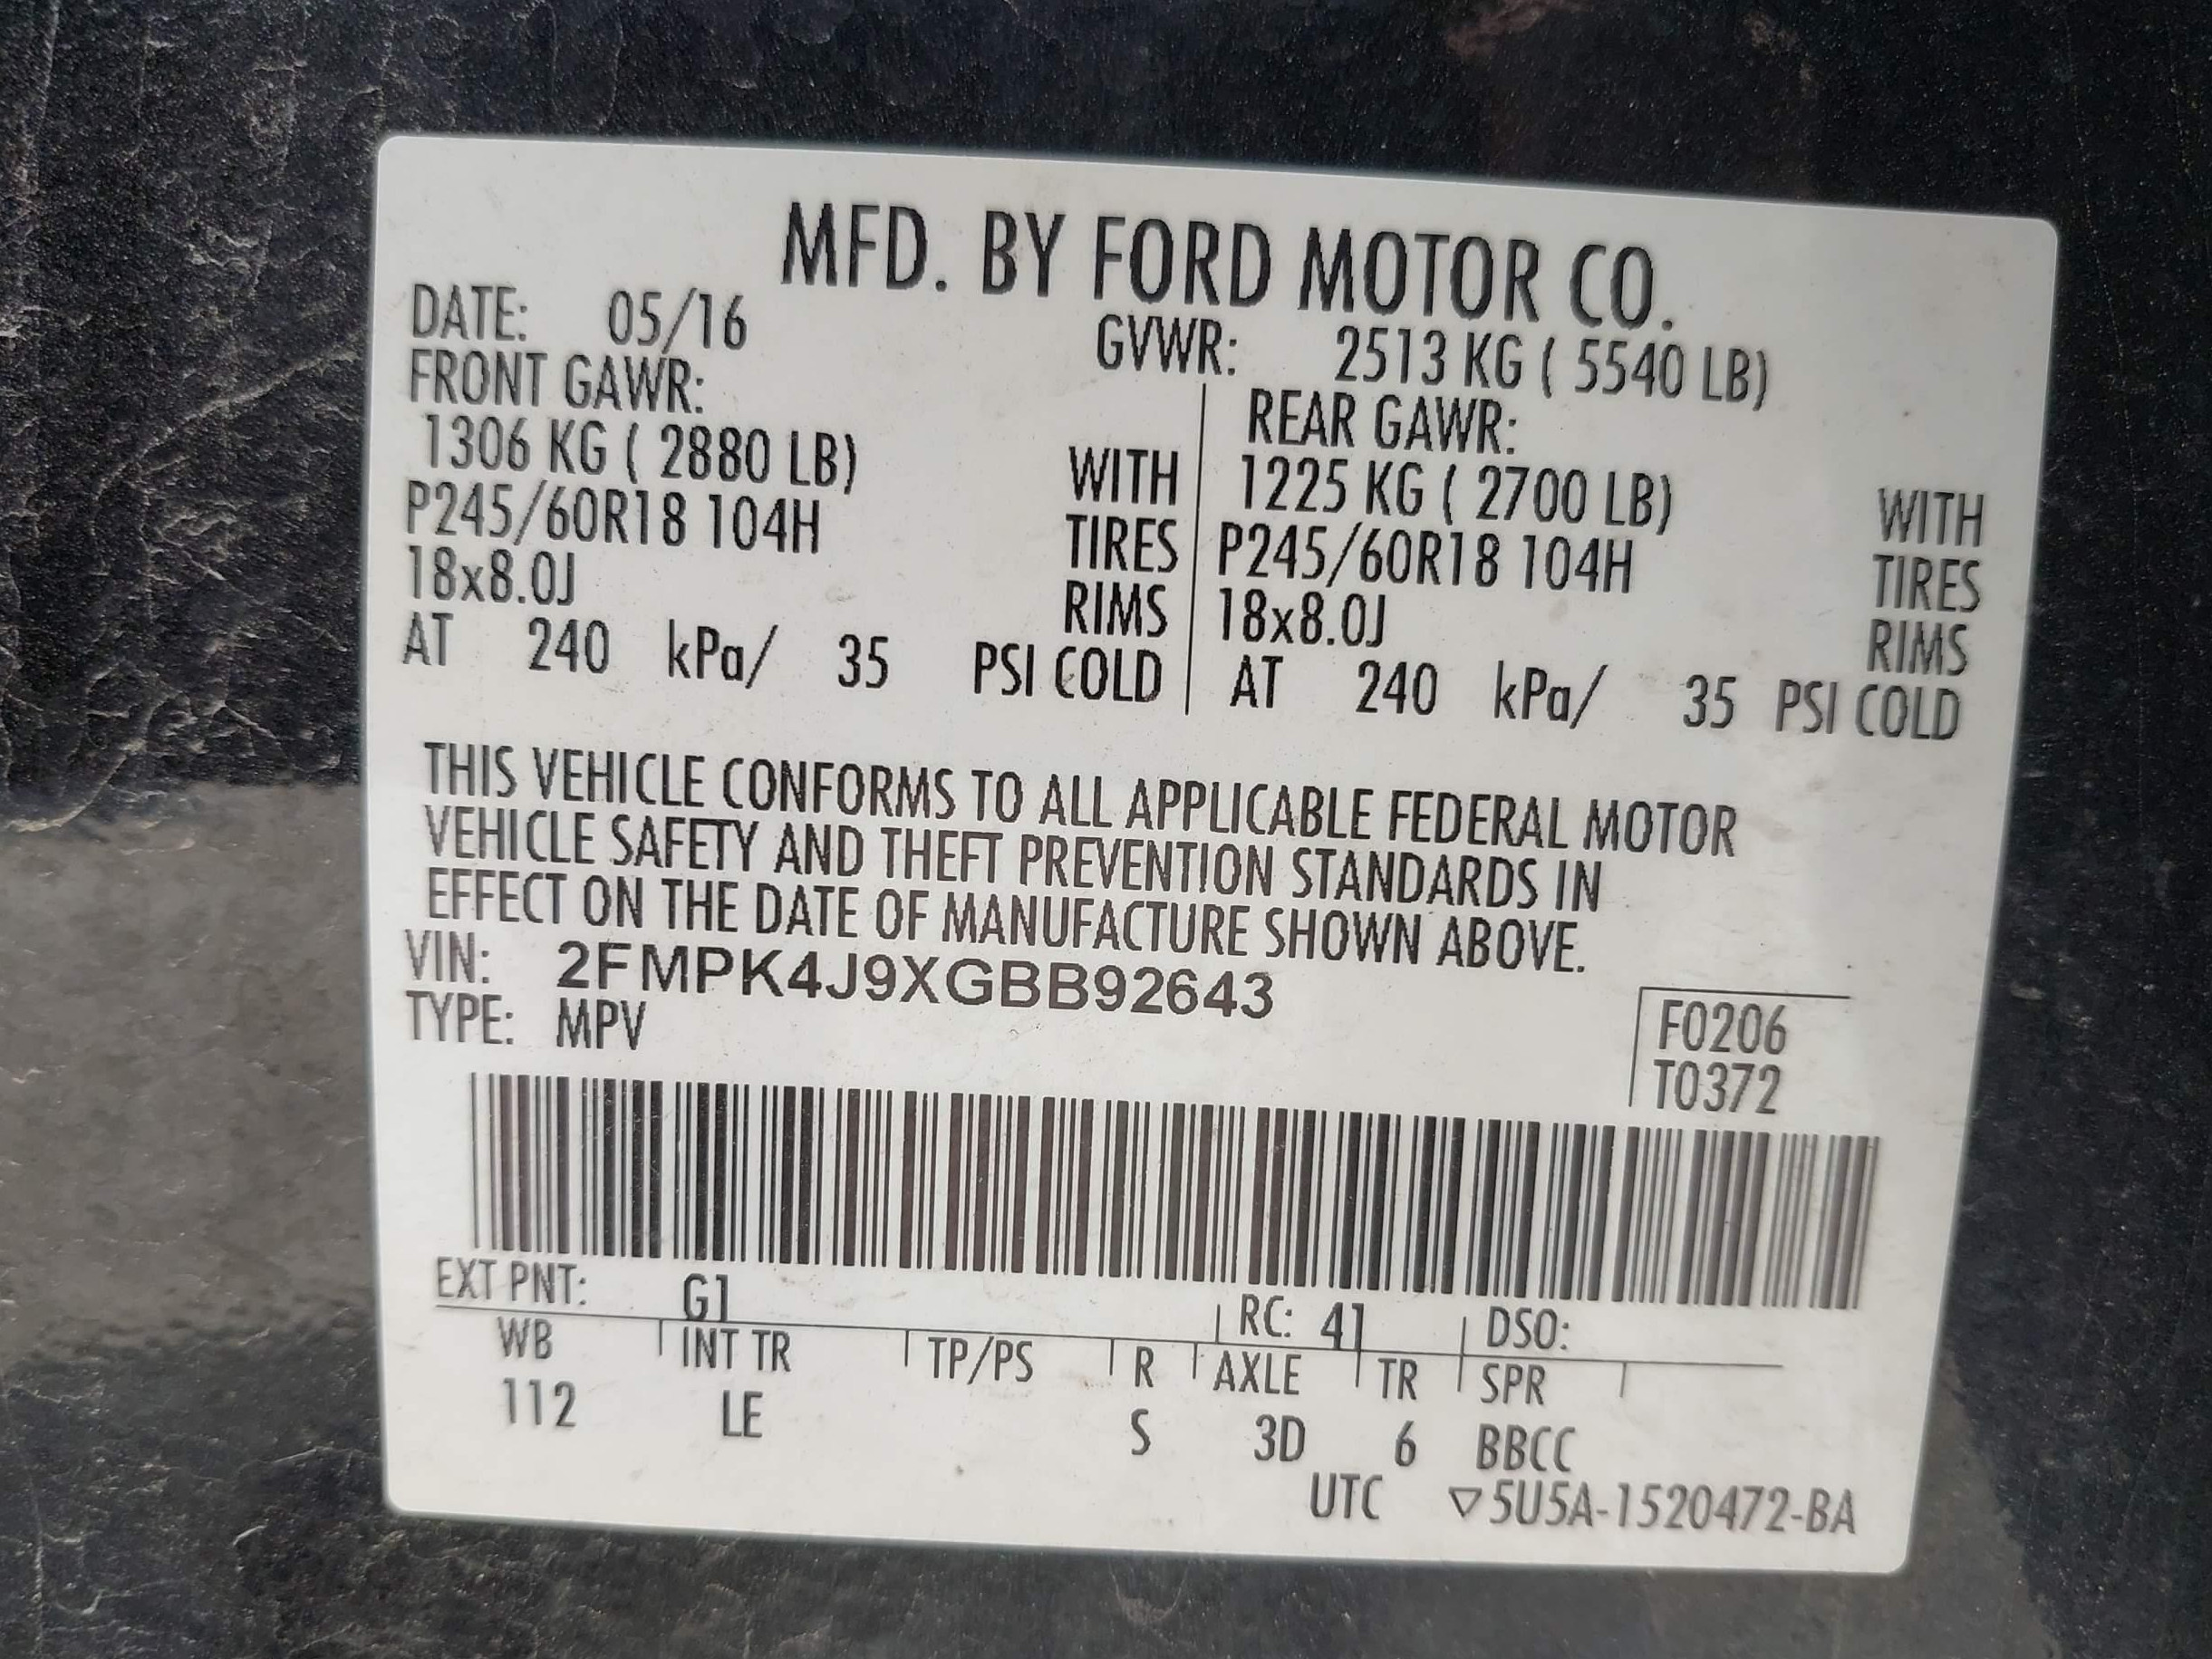 MFD. BY FORD MOTOR CO.
DATE: 05/16 GVWR: 2513 KG ( 5540 LB)
FRONT GAWR: REAR GAWR:
1306 KG ( 2880 LB) WITH 1225 KG ( 2700 LB) WITH
P245/60R18 104H TIRES P245/60R18 104H TIRES
18x8.0J RIMS 18x8.0J RIMS
AT 240 kPa/ 35 PSI COLD AT 240 kPa/ 35 PSI COLD
THIS VEHICLE CONFORMS TO ALL APPLICABLE FEDERAL MOTOR
VEHICLE SAFETY AND THEFT PREVENTION STANDARDS IN
EFFECT ON THE DATE OF MANUFACTURE SHOWN ABOVE.
VIN: 2FMPK4J9XGBB92643
TYPE: MPV
F0206
T0372
EXT PNT: G1 RC: 41 DSO:
WB INT TR TP/PS R AXLE TR SPR
112 LE S 3D 6 BBCC
UTC ▽5U5A-1520472-BA